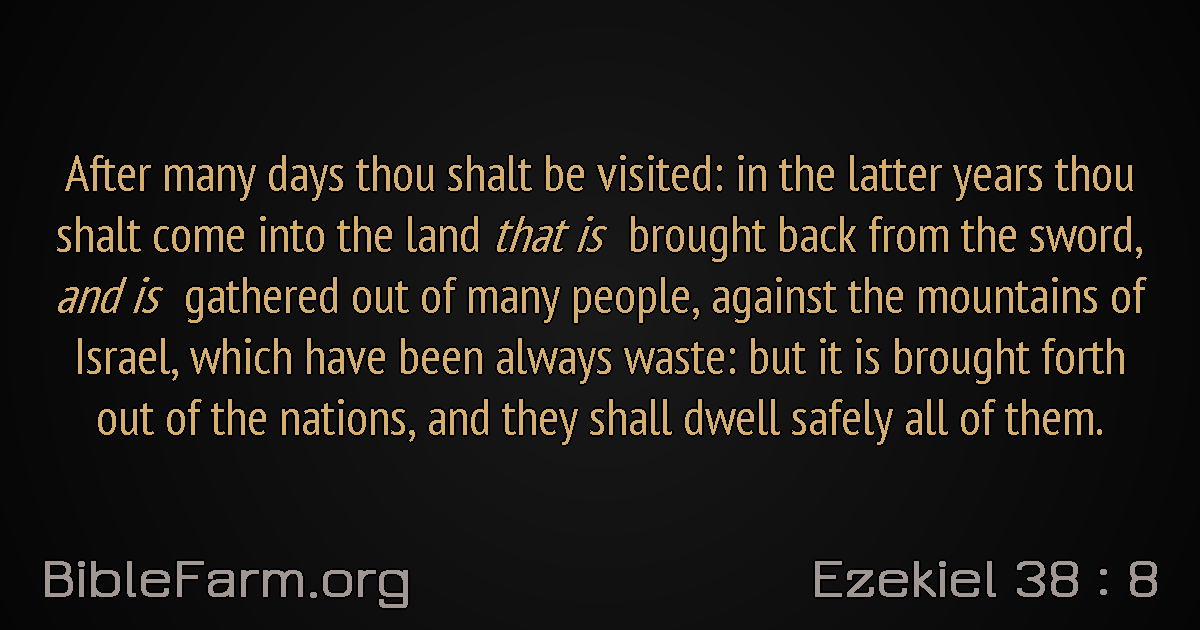 After many days thou shalt be visited: in the latter years thou
shalt come into the land that is brought back from the sword,
and is gathered out of many people, against the mountains of
Israel, which have been always waste: but it is brought forth
out of the nations, and they shall dwell safely all of them.
BibleFarm.org
Ezekiel 38 : 8